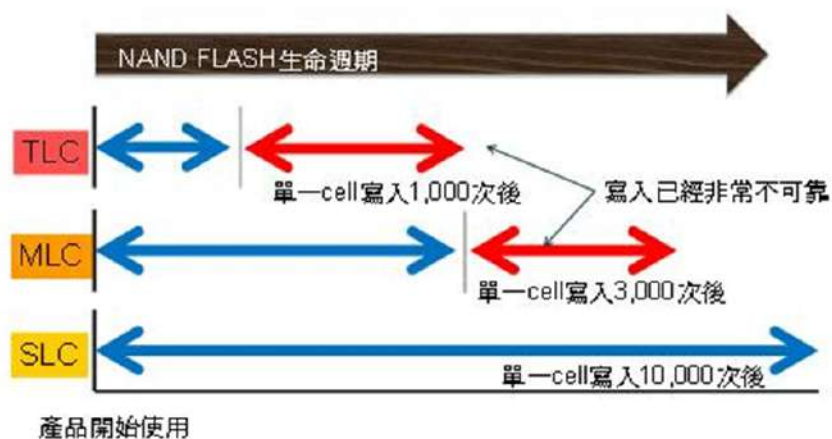 NAND FLASH生命週期
TLC
單一cell寫入1,000次後
寫入已經非常不可靠
MLC
單一cell寫入3,000次後
SLC
單一cell寫入10,000次後
產品開始使用